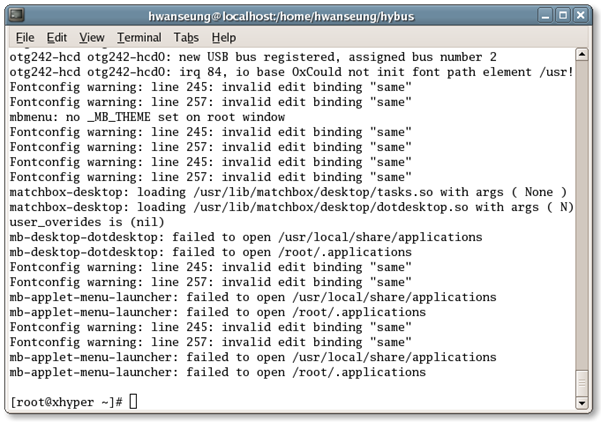 hwanseung@localhost:/home/hwanseung/hybus
File Edit View Terminal Tabs Help
otg242-hcd otg242-hcd0: new USB bus registered, assigned bus number 2
otg242-hcd otg242-hcd0: irq 84, io base 0xCould not init font path element /usr!
Fontconfig warning: line 245: invalid edit binding "same"
Fontconfig warning: line 257: invalid edit binding "same"
mbmenu: no _MB_THEME set on root window
Fontconfig warning: line 245: invalid edit binding "same"
Fontconfig warning: line 257: invalid edit binding "same"
Fontconfig warning: line 245: invalid edit binding "same"
Fontconfig warning: line 257: invalid edit binding "same"
matchbox-desktop: loading /usr/lib/matchbox/desktop/tasks.so with args ( None )
matchbox-desktop: loading /usr/lib/matchbox/desktop/dotdesktop.so with args ( N)
user_overides is (nil)
mb-desktop-dotdesktop: failed to open /usr/local/share/applications
mb-desktop-dotdesktop: failed to open /root/.applications
Fontconfig warning: line 245: invalid edit binding "same"
Fontconfig warning: line 257: invalid edit binding "same"
mb-applet-menu-launcher: failed to open /usr/local/share/applications
mb-applet-menu-launcher: failed to open /root/.applications
Fontconfig warning: line 245: invalid edit binding "same"
Fontconfig warning: line 257: invalid edit binding "same"
mb-applet-menu-launcher: failed to open /usr/local/share/applications
mb-applet-menu-launcher: failed to open /root/.applications
[root@xhyper ~]#